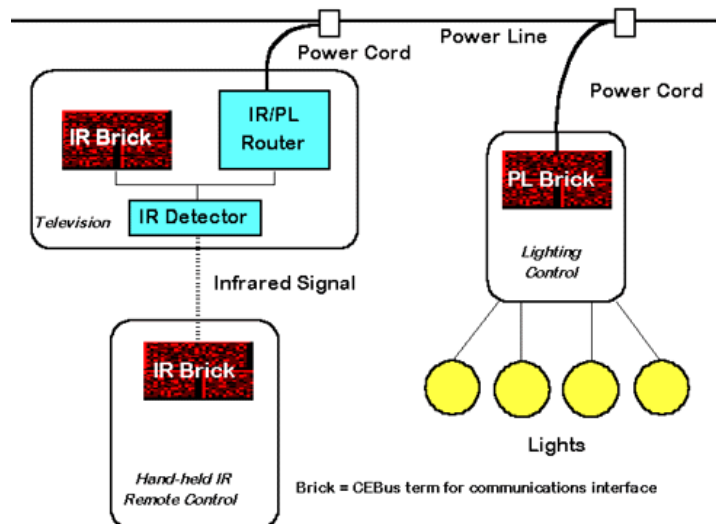 Power Cord
Power Line
Power Cord
IR Brick
IR/PL
Router
IR Detector
Television
PL Brick
Lighting
Control
Infrared Signal
IR Brick
Hand-held IR
Remote Control
Lights
Brick = CEBus term for communications interface